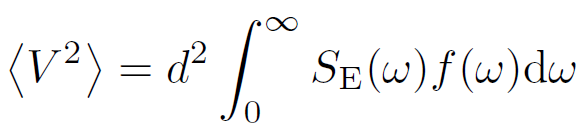 ⟨V²⟩ = d² ∫₀^∞ S_E(ω)f(ω)dω